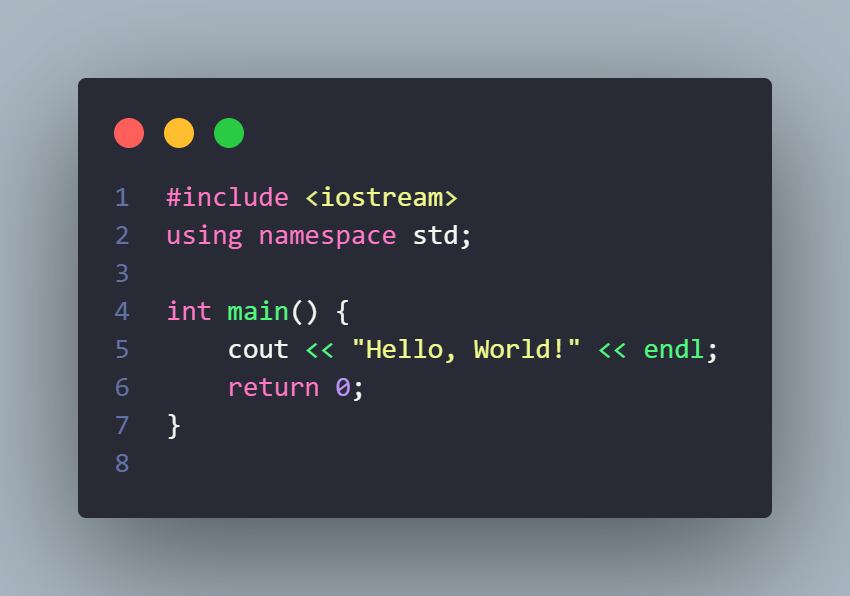 1 #include <iostream>
2 using namespace std;
3
4 int main() {
5     cout << "Hello, World!" << endl;
6     return 0;
7 }
8